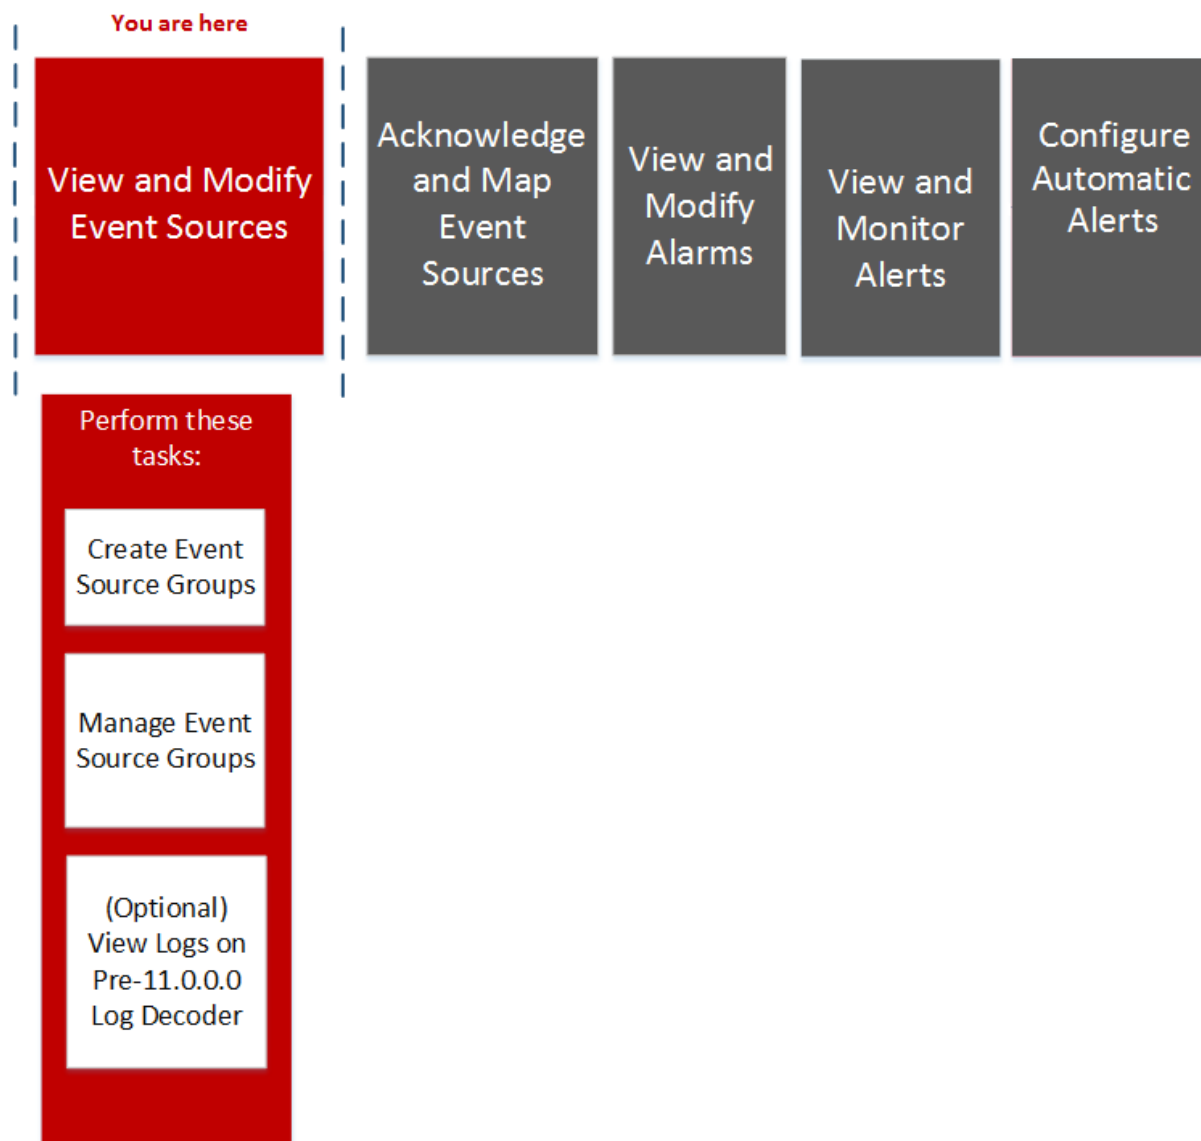 You are here
View and Modify
Event Sources
Acknowledge
and Map
Event
Sources
View and
Modify
Alarms
View and
Monitor
Alerts
Configure
Automatic
Alerts
Perform these
tasks:
Create Event
Source Groups
Manage Event
Source Groups
(Optional)
View Logs on
Pre-11.0.0.0
Log Decoder